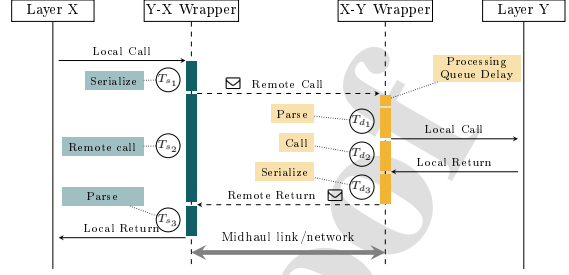 Layer X
Y-X Wrapper
X-Y Wrapper
Layer Y
Local Call
Processing
Queue Delay
Serialize
Ts1
Remote Call
Parse
Td1
Local Call
Remote call
Ts2
Call
Td2
Local Return
Serialize
Td3
Parse
Remote Return
Ts3
Local Return
Midhaul link/network